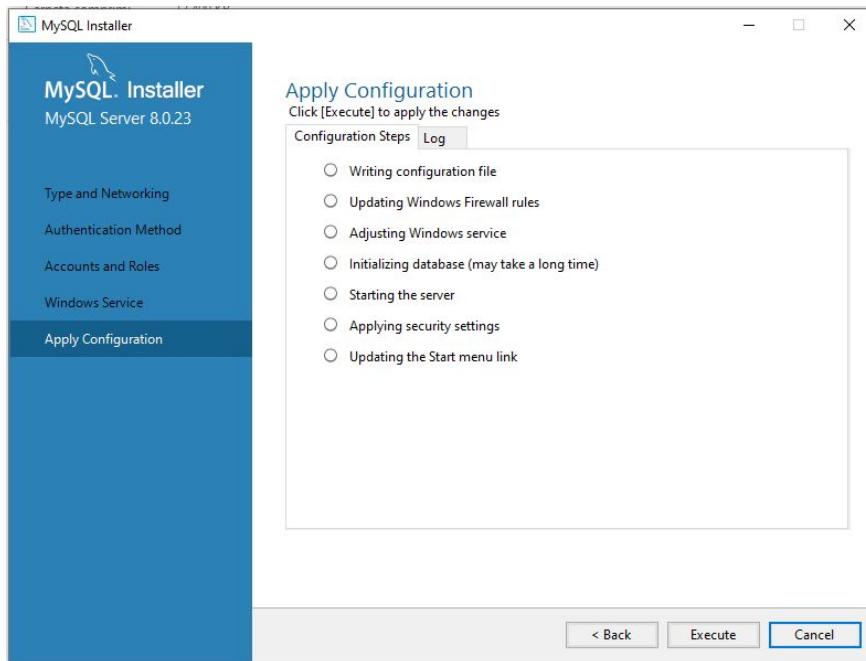 MySQL Installer
MySQL. Installer
MySQL Server 8.0.23
Type and Networking
Authentication Method
Accounts and Roles
Windows Service
Apply Configuration
Apply Configuration
Click [Execute] to apply the changes
Configuration Steps Log
Writing configuration file
Updating Windows Firewall rules
Adjusting Windows service
Initializing database (may take a long time)
Starting the server
Applying security settings
Updating the Start menu link
< Back Execute Cancel